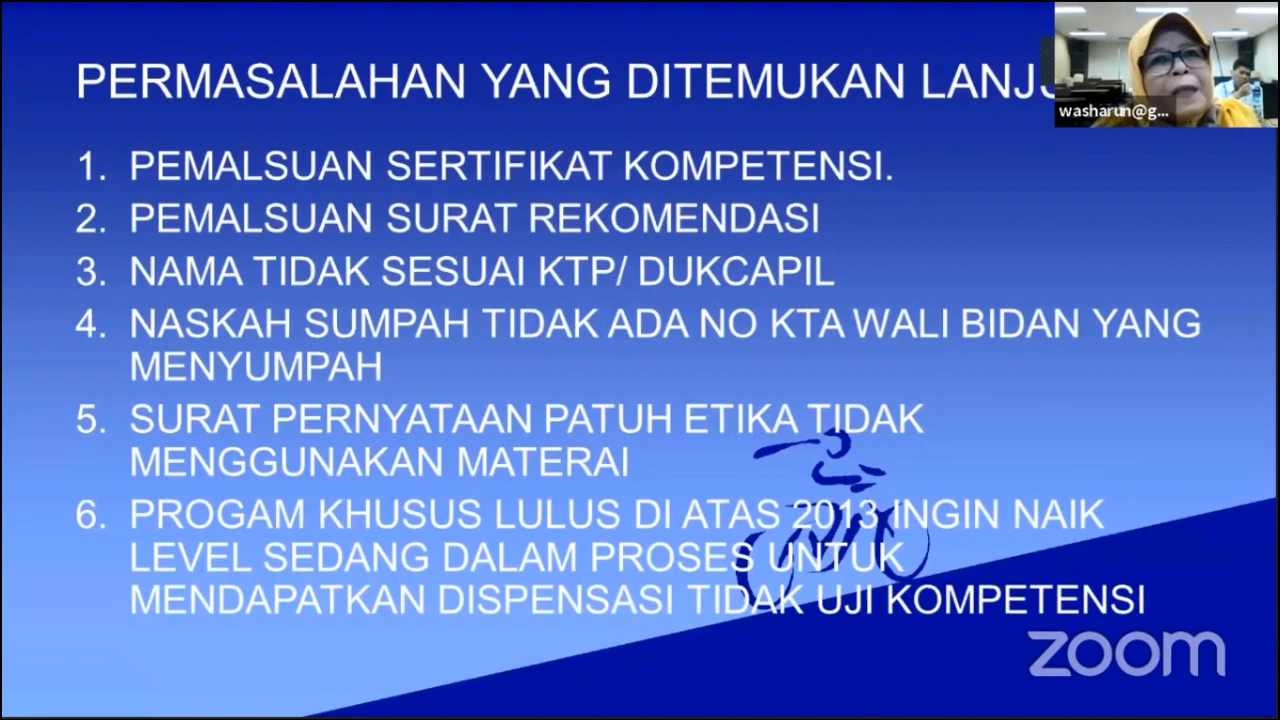 PERMASALAHAN YANG DITEMUKAN
washarun@g...
1. PEMALSUAN SERTIFIKAT KOMPETENSI.
2. PEMALSUAN SURAT REKOMENDASI
3. NAMA TIDAK SESUAI KTP/ DUKCAPIL
4. NASKAH SUMPAH TIDAK ADA NO KTA WALI BIDAN YANG
MENYUMPAH
5. SURAT PERNYATAAN PATUH ETIKA TIDAK
MENGGUNAKAN MATERAI
6. PROGAM KHUSUS LULUS DI ATAS 2013 INGIN NAIK
LEVEL SEDANG DALAM PROSES UNTUK
MENDAPATKAN DISPENSASI TIDAK UJI KOMPETENSI
zoom